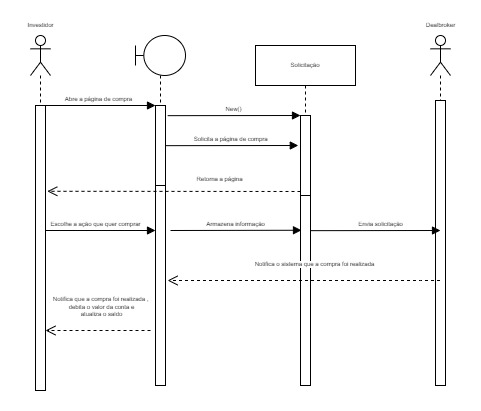 Investidor
Dealbroker
Solicitação
Abre a página de compra
New()
Solicita a página de compra
Retorna a página
Escolhe a ação que quer comprar
Armazena informação
Envia solicitação
Notifica o sistema que a compra foi realizada
Notifica que a compra foi realizada ,
debita o valor da conta e
atualiza o saldo